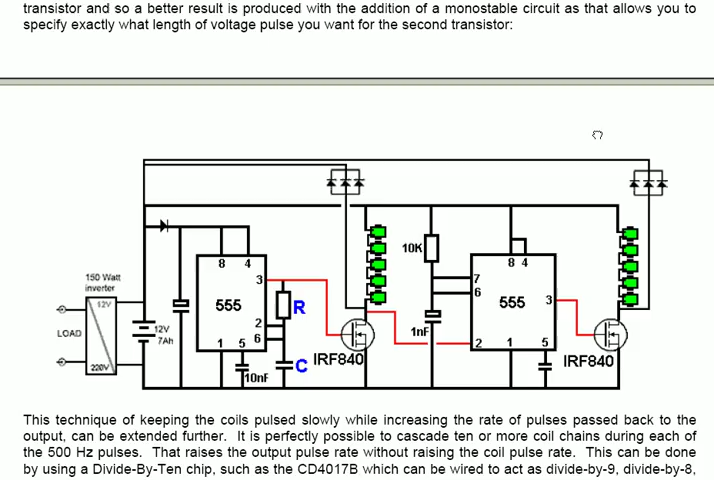 transistor and so a better result is produced with the addition of a monostable circuit as that allows you to
specify exactly what length of voltage pulse you want for the second transistor:
150 Watt
inverter
12V
LOAD
220V
12V
7Ah
8 4
3
555
R
2
6
1 5
C
10nF
IRF840
10K
1nF
8 4
7
6
555
3
2 1 5
IRF840
This technique of keeping the coils pulsed slowly while increasing the rate of pulses passed back to the
output, can be extended further. It is perfectly possible to cascade ten or more coil chains during each of
the 500 Hz pulses. That raises the output pulse rate without raising the coil pulse rate. This can be done
by using a Divide-By-Ten chip, such as the CD4017B which can be wired to act as divide-by-9, divide-by-8,